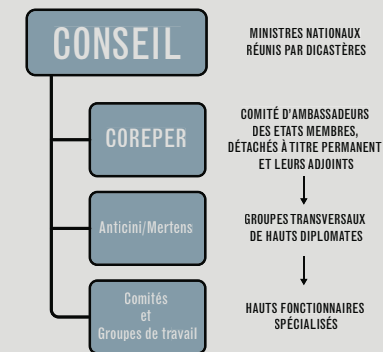 CONSEIL
MINISTRES NATIONAUX
RÉUNIS PAR DICASTÈRES
COREPER
COMITÉ D'AMBASSADEURS
DES ETATS MEMBRES,
DÉTACHÉS À TITRE PERMANENT
ET LEURS ADJOINTS
Anticini/Mertens
GROUPES TRANSVERSAUX
DE HAUTS DIPLOMATES
Comités
et
Groupes de travail
HAUTS FONCTIONNAIRES
SPÉCIALISÉS